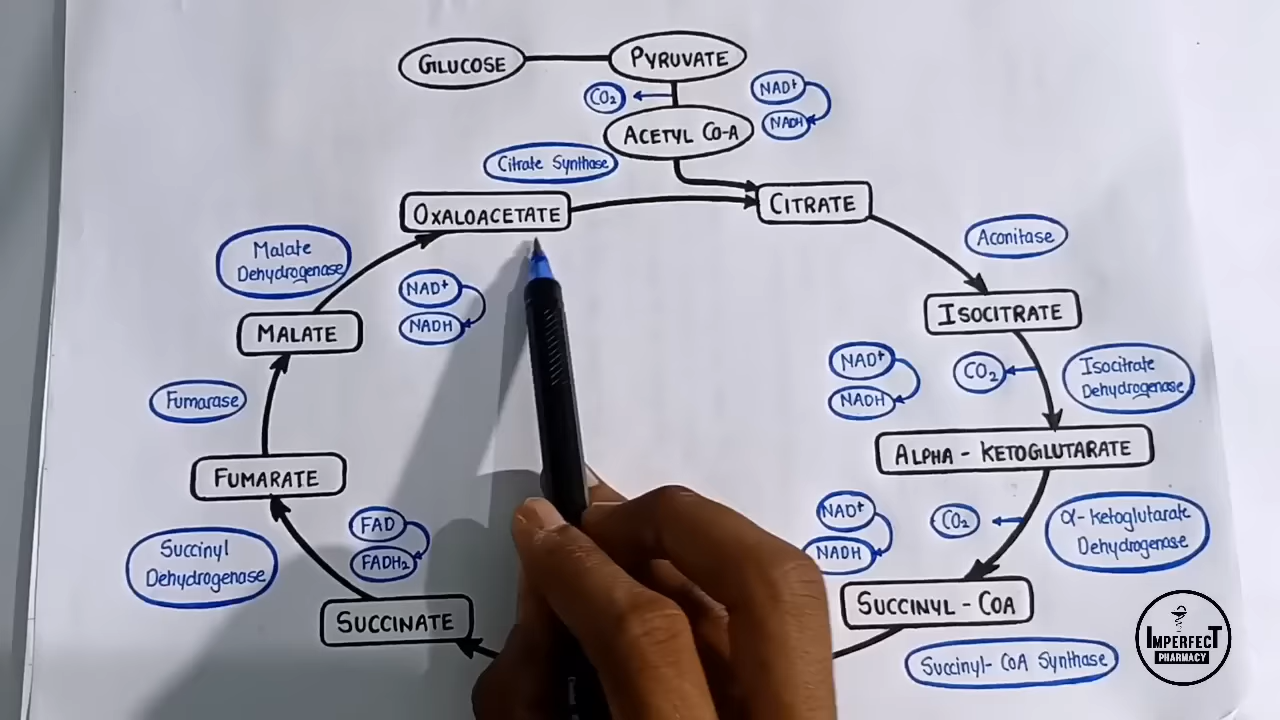 GLUCOSE
PYRUVATE
CO₂
NAD⁺
NADH
ACETYL CO-A
Citrate Synthase
OXALOACETATE
CITRATE
Malate
Dehydrogenase
Aconitase
NAD⁺
NADH
MALATE
ISOCITRATE
NAD⁺
NADH
CO₂
Isocitrate
Dehydrogenase
Fumarase
ALPHA - KETOGLUTARATE
FUMARATE
FAD
FADH₂
NAD⁺
NADH
CO₂
α-Ketoglutarate
Dehydrogenase
Succinyl
Dehydrogenase
SUCCINATE
SUCCINYL - COA
Succinyl- CoA Synthase
IMPERFECT
PHARMACY